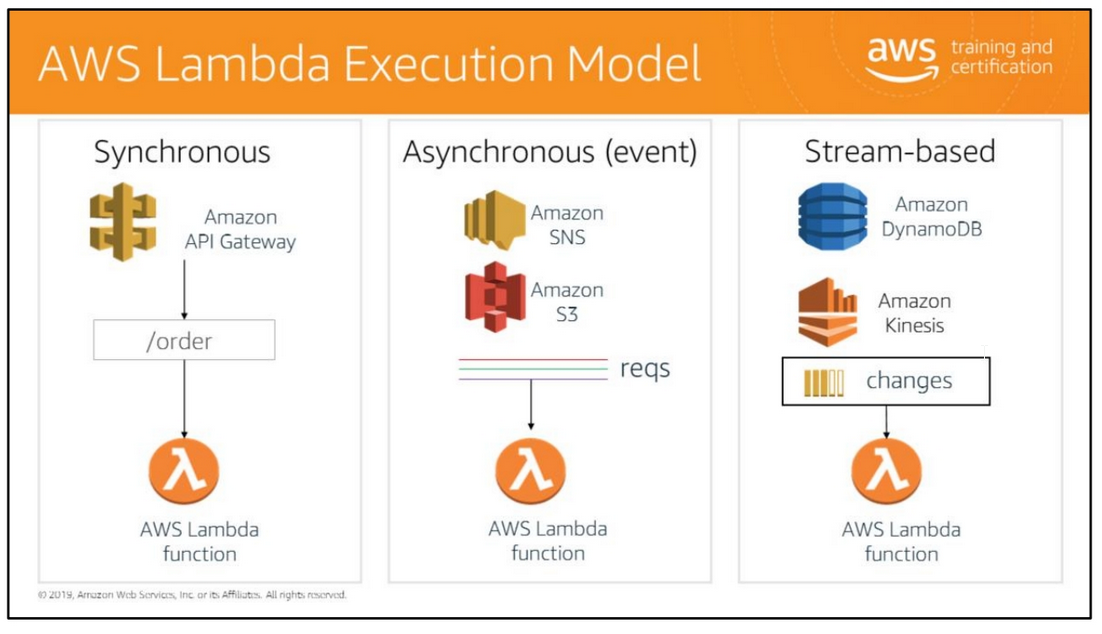 AWS Lambda Execution Model
aws training and
certification
Synchronous
Amazon
API Gateway
/order
AWS Lambda
function
Asynchronous (event)
Amazon
SNS
Amazon
S3
reqs
AWS Lambda
function
Stream-based
Amazon
DynamoDB
Amazon
Kinesis
changes
AWS Lambda
function
© 2019, Amazon Web Services, Inc. or its Affiliates. All rights reserved.